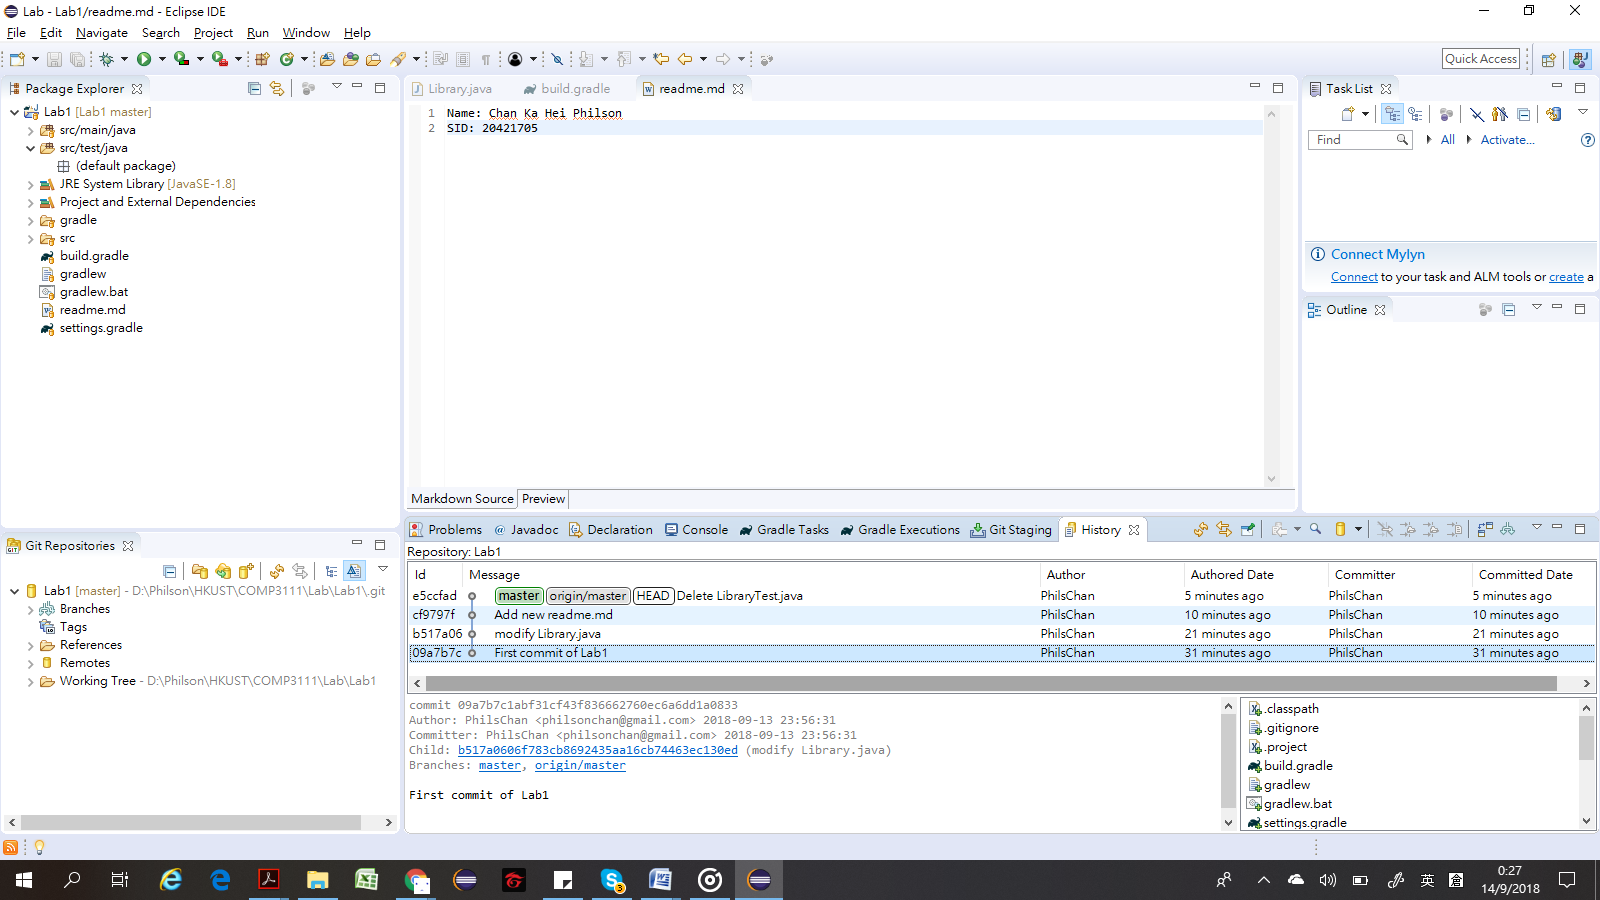 Lab - Lab1/readme.md - Eclipse IDE
File Edit Navigate Search Project Run Window Help
Quick Access
Package Explorer
Lab1 [Lab1 master]
src/main/java
src/test/java
(default package)
JRE System Library [JavaSE-1.8]
Project and External Dependencies
gradle
src
build.gradle
gradlew
gradlew.bat
readme.md
settings.gradle
Library.java build.gradle readme.md
1 Name: Chan Ka Hei Philson
2 SID: 20421705
Markdown Source Preview
Task List
Find All Activate...
Connect Mylyn
Connect to your task and ALM tools or create a
Outline
Git Repositories
Lab1 [master] - D:\Philson\HKUST\COMP3111\Lab\Lab1\.git
Branches
Tags
References
Remotes
Working Tree - D:\Philson\HKUST\COMP3111\Lab\Lab1
Problems Javadoc Declaration Console Gradle Tasks Gradle Executions Git Staging History
Repository: Lab1
Id Message Author Authored Date Committer Committed Date
e5ccfad master origin/master HEAD Delete LibraryTest.java PhilsChan 5 minutes ago PhilsChan 5 minutes ago
cf9797f Add new readme.md PhilsChan 10 minutes ago PhilsChan 10 minutes ago
b517a06 modify Library.java PhilsChan 21 minutes ago PhilsChan 21 minutes ago
09a7b7c First commit of Lab1 PhilsChan 31 minutes ago PhilsChan 31 minutes ago
commit 09a7b7c1abf31cf43f836662760ec6a6dd1a0833
Author: PhilsChan <philsonchan@gmail.com> 2018-09-13 23:56:31
Committer: PhilsChan <philsonchan@gmail.com> 2018-09-13 23:56:31
Child: b517a0606f783cb8692435aa16cb74463ec130ed (modify Library.java)
Branches: master, origin/master
First commit of Lab1
.classpath
.gitignore
.project
build.gradle
gradlew
gradlew.bat
settings.gradle
英 倉 0:27
14/9/2018